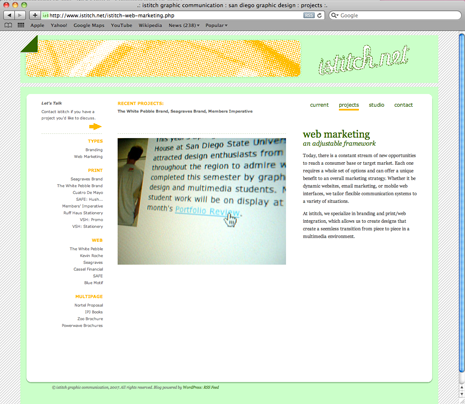 .: istitch graphic communication : san diego graphic design : projects :.
http://www.istitch.net/istitch-web-marketing.php
Google
Apple Yahoo! Google Maps YouTube Wikipedia News (238) Popular
istitch.net
Let's Talk
Contact istitch if you have a
project you'd like to discuss.
TYPES
Branding
Web Marketing
PRINT
Seagroves Brand
The White Pebble Brand
Cuatro De Mayo
SAFE: Hush...
Members' Imperative
Ruff Haus Stationery
VSH: Promo
VSH: Stationery
WEB
The White Pebble
Kevin Roche
Seagroves
Casual Financial
SAFE
Blue Motif
MULTIPAGE
Portal Proposal
IPJ Books
Zoo Brochure
Powerwave Brochures
RECENT PROJECTS:
The White Pebble Brand, Seagroves Brand, Members Imperative
House at San Diego State Univer
attracted design enthusiasts from
throughout the region to admire w
completed this semester by graph
design and multimedia students. M
student work will be on display at
month's Portfolio Review.
current projects studio contact
web marketing
an adjustable framework
Today, there is a constant stream of new opportunities
to reach a consumer base or target market. Each one
requires a whole set of options and can offer a unique
benefit to an overall marketing strategy. Whether it be
dynamic websites, email marketing, or mobile web
interfaces, we tailor flexible communication systems to
a variety of situations.
At istitch, we specialize in branding and print/web
integration, which allows us to create designs that
create a seemless transition from piece to piece in a
multimedia environment.
© istitch graphic communication, 2007. All rights reserved. Blog powered by WordPress. RSS Feed